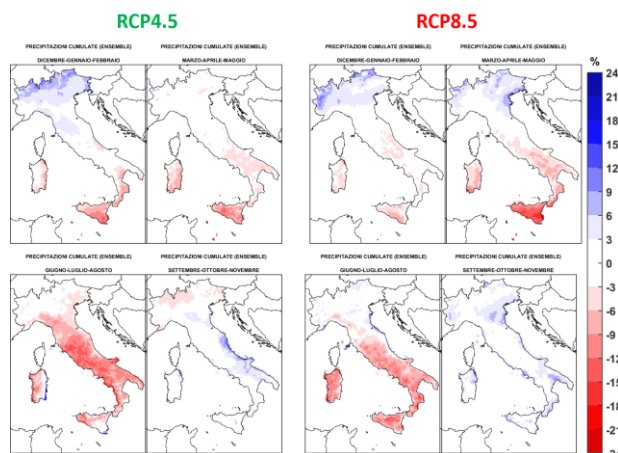 RCP4.5
RCP8.5
PRECIPITAZIONI CUMULATE (ENSEMBLE)
DICEMBRE-GENNAIO-FEBBRAIO
PRECIPITAZIONI CUMULATE (ENSEMBLE)
MARZO-APRILE-MAGGIO
PRECIPITAZIONI CUMULATE (ENSEMBLE)
DICEMBRE-GENNAIO-FEBBRAIO
PRECIPITAZIONI CUMULATE (ENSEMBLE)
MARZO-APRILE-MAGGIO
%
24
21
18
15
12
9
6
3
-3
-6
-9
-12
-15
-18
-21
PRECIPITAZIONI CUMULATE (ENSEMBLE)
GIUGNO-LUGLIO-AGOSTO
PRECIPITAZIONI CUMULATE (ENSEMBLE)
SETTEMBRE-OTTOBRE-NOVEMBRE
PRECIPITAZIONI CUMULATE (ENSEMBLE)
GIUGNO-LUGLIO-AGOSTO
PRECIPITAZIONI CUMULATE (ENSEMBLE)
SETTEMBRE-OTTOBRE-NOVEMBRE